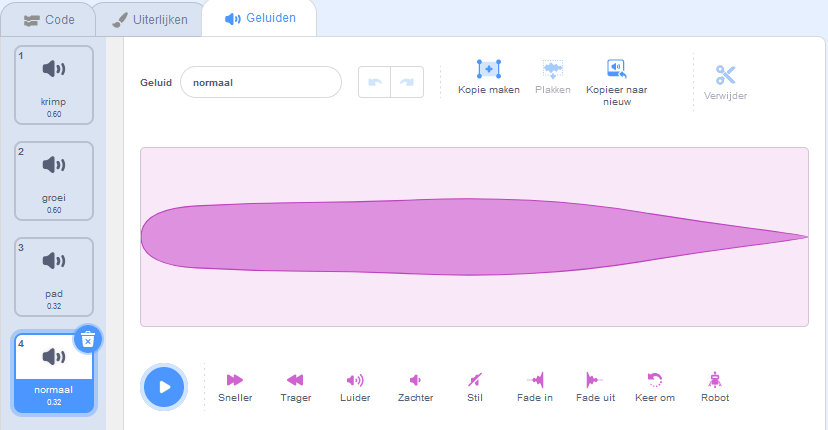 Code
Uiterlijken
Geluiden
1
krimp
0.60
2
groei
0.60
3
pad
0.32
4
normaal
0.32
Geluid
normaal
Kopie maken
Plakken
Kopieer naar
nieuw
Verwijder
Sneller
Trager
Luider
Zachter
Stil
Fade in
Fade uit
Keer om
Robot